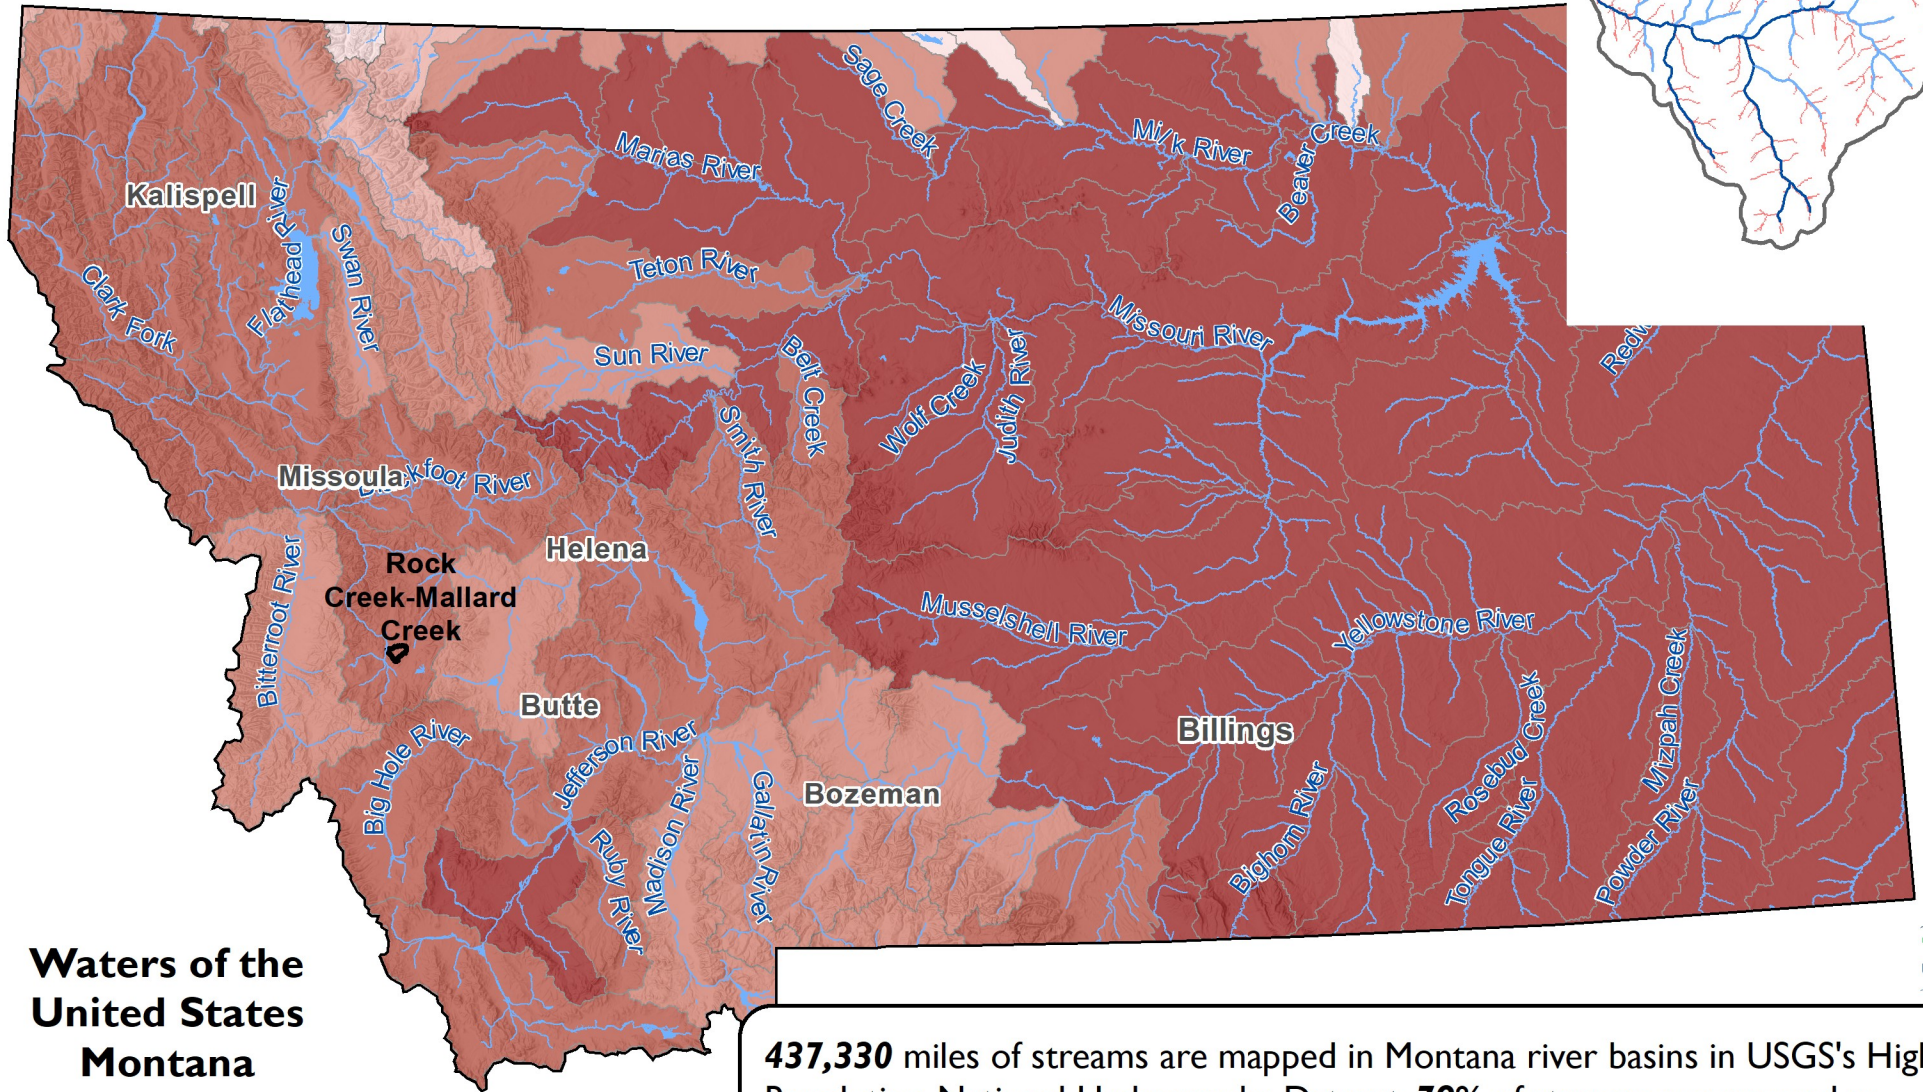 Sage Creek
Marias River
Milk River
Beaver Creek
Kalispell
Flathead River
Swan River
Clark Fork
Teton River
Sun River
Belt Creek
Missouri River
Wolf Creek
Judith River
Smith River
Missoula
kfoot River
Helena
Rock
Creek-Mallard
Creek
Bitterroot River
Musselshell River
Yellowstone River
Mizpah Creek
Butte
Billings
Big Hole River
Jefferson River
Bozeman
Madison River
Gallatin River
Ruby River
Bighorn River
Rosebud Creek
Tongue River
Powder River
Waters of the
United States
Montana
437,330 miles of streams are mapped in Montana river basins in USGS's